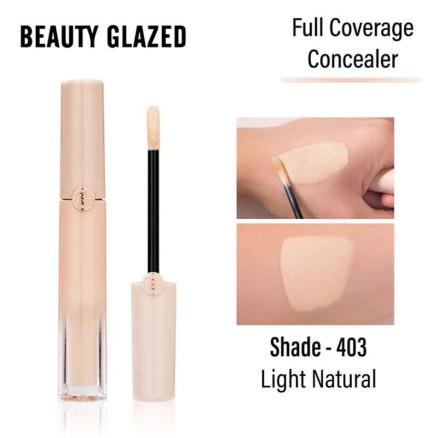 BEAUTY GLAZED
Full Coverage
Concealer
Shade - 403
Light Natural